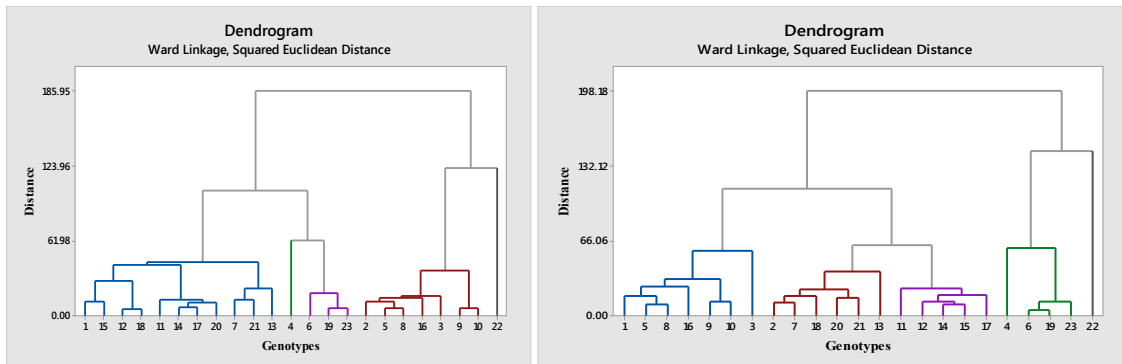 Dendrogram
Ward Linkage, Squared Euclidean Distance
185.95
123.96
61.98
0.00
Distance
1 15 12 18 11 14 17 20 7 21 13 4 6 19 23 2 5 8 16 3 9 10 22
Genotypes
Dendrogram
Ward Linkage, Squared Euclidean Distance
198.18
132.12
66.06
0.00
Distance
1 5 8 16 9 10 3 2 7 18 20 21 13 11 12 14 15 17 4 6 19 23 22
Genotypes